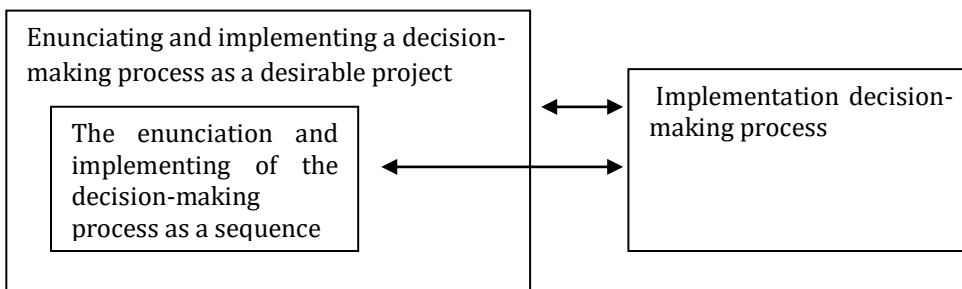 Enunciating and implementing a decision-
making process as a desirable project
The enunciation and
implementing of the
decision-making
process as a sequence
Implementation decision-
making process